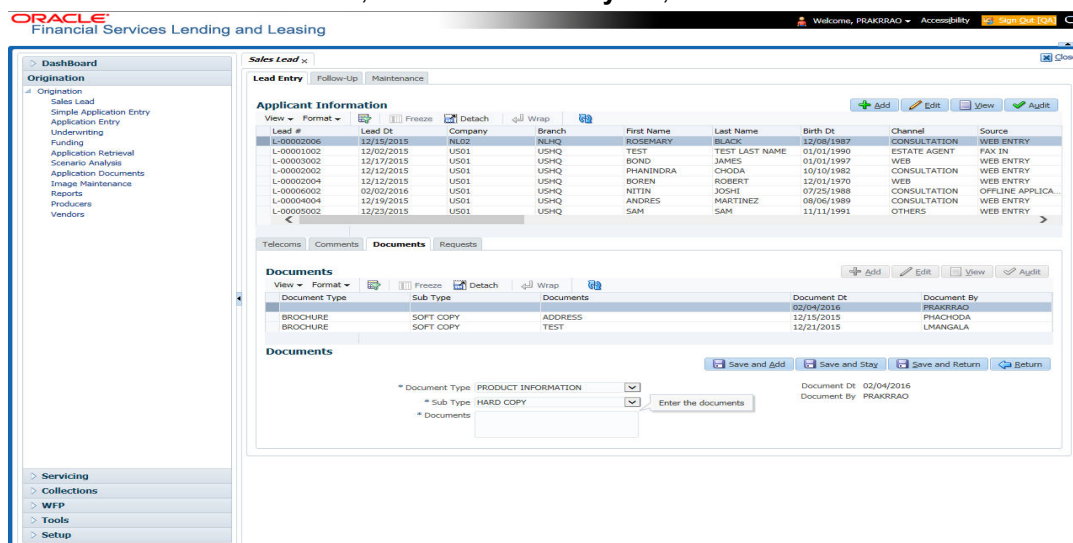 ORACLE
Financial Services Lending and Leasing
Welcome, PRAKRRAO Accessibility Sign Out [QA]
Close
DashBoard
Origination
Origination
Sales Lead
Simple Application Entry
Application Entry
Underwriting
Funding
Application Retrieval
Scenario Analysis
Application Documents
Image Maintenance
Reports
Producers
Vendors
Servicing
Collections
WFP
Tools
Setup
Sales Lead x
Lead Entry Follow-Up Maintenance
Applicant Information
Add Edit View Audit
View Format Freeze Detach Wrap
Lead # Lead Dt Company Branch First Name Last Name Birth Dt Channel Source
L-00002006 12/15/2015 NL02 NLHQ ROSEMARY BLACK 12/08/1987 CONSULTATION WEB ENTRY
L-00001002 12/02/2015 US01 USHQ TEST TEST LAST NAME 01/01/1990 ESTATE AGENT FAX IN
L-00003002 12/17/2015 US01 USHQ BOND JAMES 01/01/1997 WEB WEB ENTRY
L-00002002 12/12/2015 US01 USHQ PHANINDRA CHODA 10/10/1982 CONSULTATION WEB ENTRY
L-00002004 12/12/2015 US01 USHQ BOREN ROBERT 12/01/1970 WEB WEB ENTRY
L-00006002 02/02/2016 US01 USHQ NITIN JOSHI 07/25/1988 CONSULTATION OFFLINE APPLICA...
L-00004004 12/19/2015 US01 USHQ ANDRES MARTINEZ 08/06/1989 CONSULTATION WEB ENTRY
L-00005002 12/23/2015 US01 USHQ SAM SAM 11/11/1991 OTHERS WEB ENTRY
Telecoms Comments Documents Requests
Documents
Add Edit View Audit
View Format Freeze Detach Wrap
Document Type Sub Type Documents Document Dt Document By
02/04/2016 PRAKRRAO
BROCHURE SOFT COPY ADDRESS 12/15/2015 PHACHODA
BROCHURE SOFT COPY TEST 12/21/2015 LMANGALA
Documents
Save and Add Save and Stay Save and Return Return
* Document Type PRODUCT INFORMATION Document Dt 02/04/2016
* Sub Type HARD COPY Enter the documents Document By PRAKRRAO
* Documents